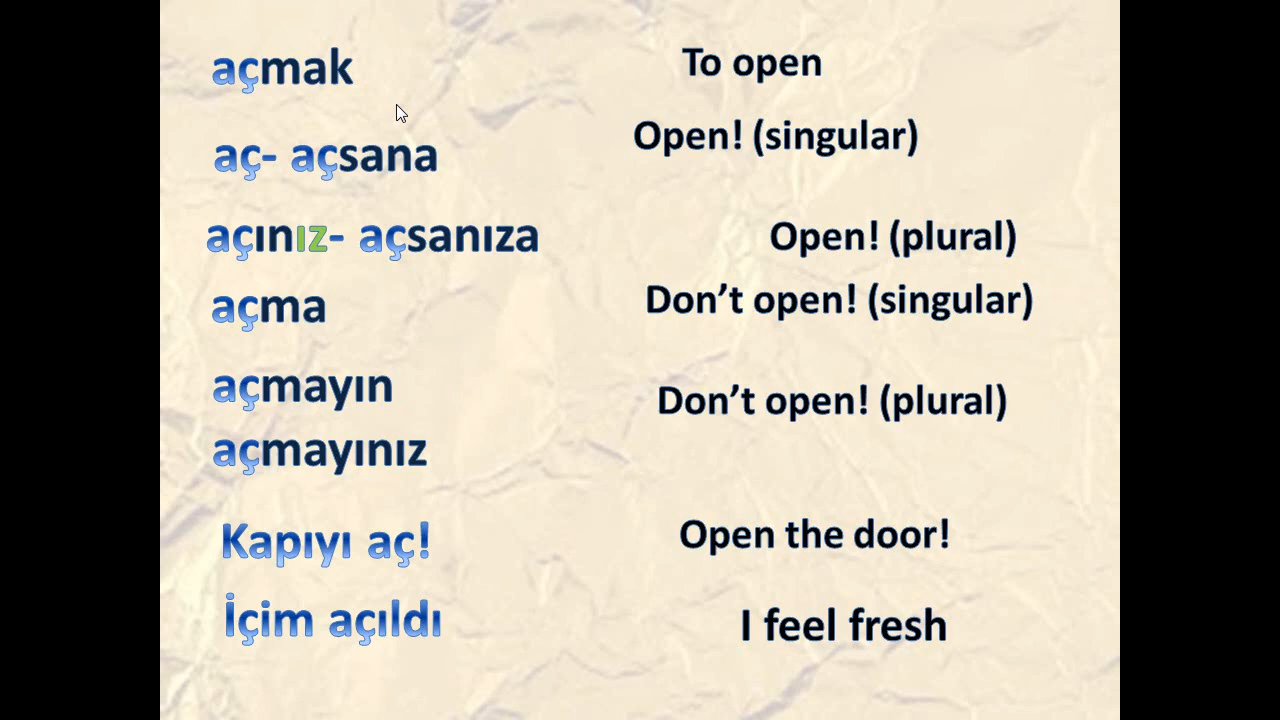 açmak To open
aç- açsana Open! (singular)
açınız- açsanıza Open! (plural)
açma Don’t open! (singular)
açmayın Don’t open! (plural)
açmayınız
Kapıyı aç! Open the door!
İçim açıldı I feel fresh